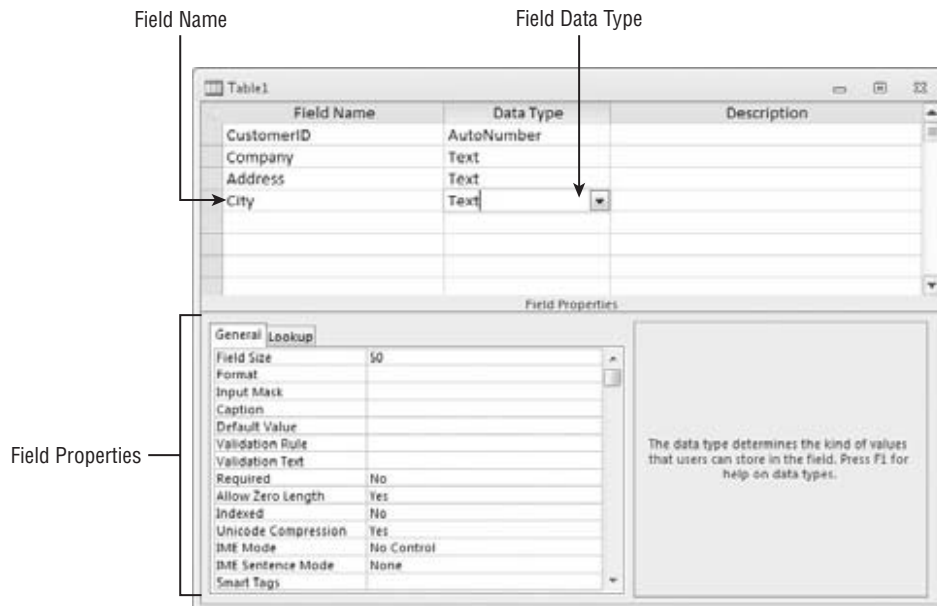 Field Name Field Data Type
Table1
Field Name Data Type Description
CustomerID AutoNumber
Company Text
Address Text
City Text
Field Properties
General Lookup
Field Size 50
Format
Input Mask
Caption
Default Value
Validation Rule
Validation Text
Required No
Allow Zero Length Yes
Indexed No
Unicode Compression Yes
IME Mode No Control
IME Sentence Mode None
Smart Tags
The data type determines the kind of values
that users can store in the field. Press F1 for
help on data types.
Field Properties